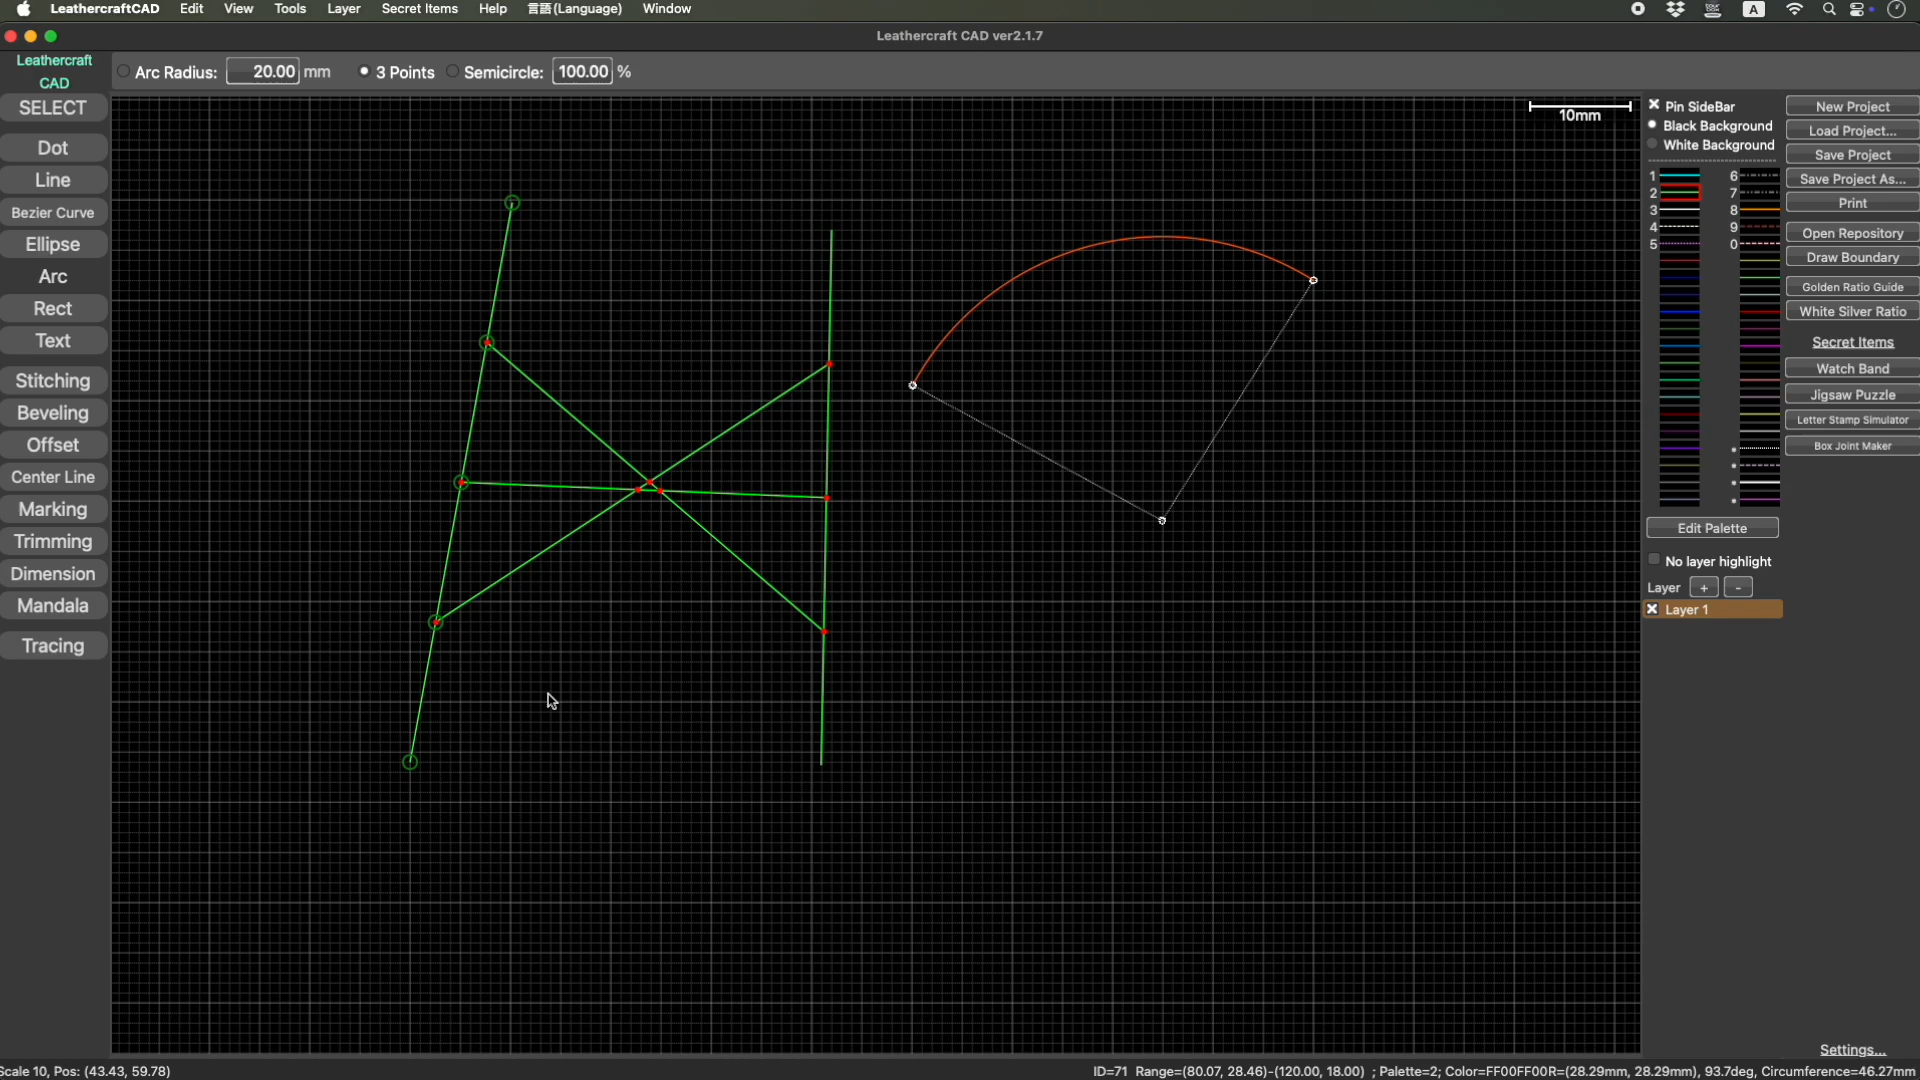 LeathercraftCAD Edit View Tools Layer Secret Items Help 言語(Language) Window
A
Leathercraft CAD ver2.1.7
Leathercraft
CAD
Arc Radius: 20.00 mm 3 Points Semicircle: 100.00 %
SELECT
Dot
Line
Bezier Curve
Ellipse
Arc
Rect
Text
Stitching
Beveling
Offset
Center Line
Marking
Trimming
Dimension
Mandala
Tracing
10mm
Pin SideBar
Black Background
White Background
1 6
2 7
3 8
4 9
5 0
Edit Palette
No layer highlight
Layer + -
Layer 1
New Project
Load Project...
Save Project
Save Project As...
Print
Open Repository
Draw Boundary
Golden Ratio Guide
White Silver Ratio
Secret Items
Watch Band
Jigsaw Puzzle
Letter Stamp Simulator
Box Joint Maker
Settings...
Scale 10, Pos: (43.43, 59.78)
ID=71 Range=(80.07, 28.46)-(120.00, 18.00) ; Palette=2; Color=FF00FF00R=(28.29mm, 28.29mm), 93.7deg, Circumference=46.27mm